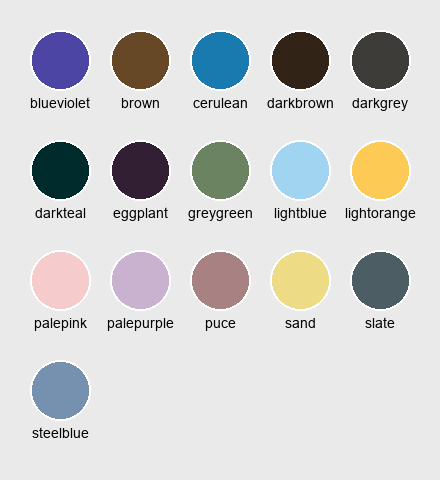 blueviolet brown cerulean darkbrown darkgrey
darkteal eggplant greygreen lightblue lightorange
palepink palepurple puce sand slate
steelblue